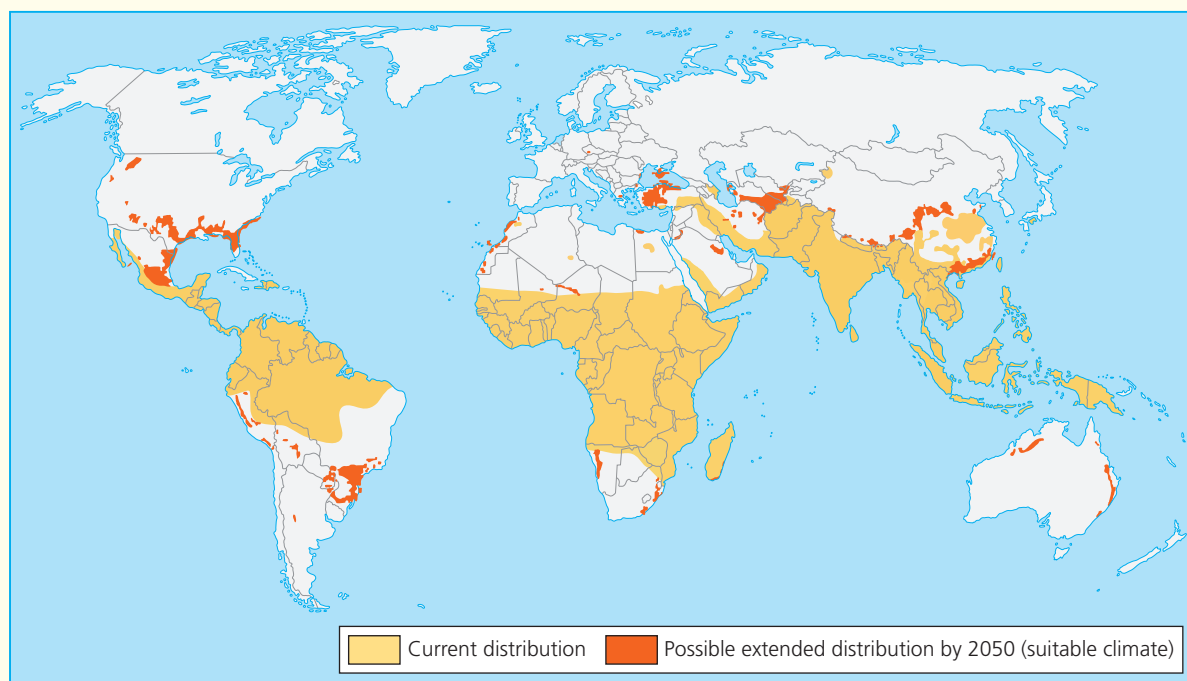 Current distribution
Possible extended distribution by 2050 (suitable climate)